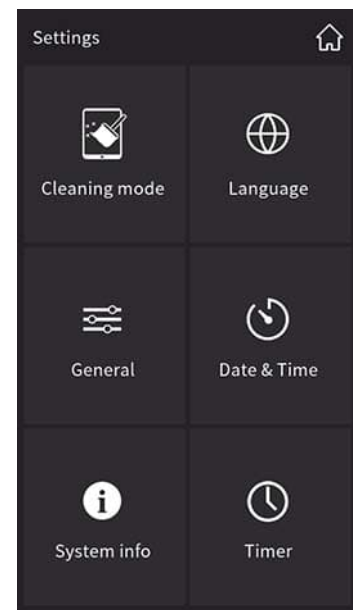 Settings
Cleaning mode
Language
General
Date & Time
System info
Timer